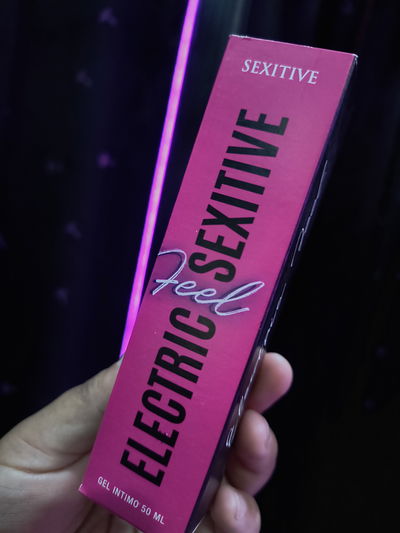 SEXITIVE
ELECTRIC SEXITIVE
Feel
GEL INTIMO 50 ML